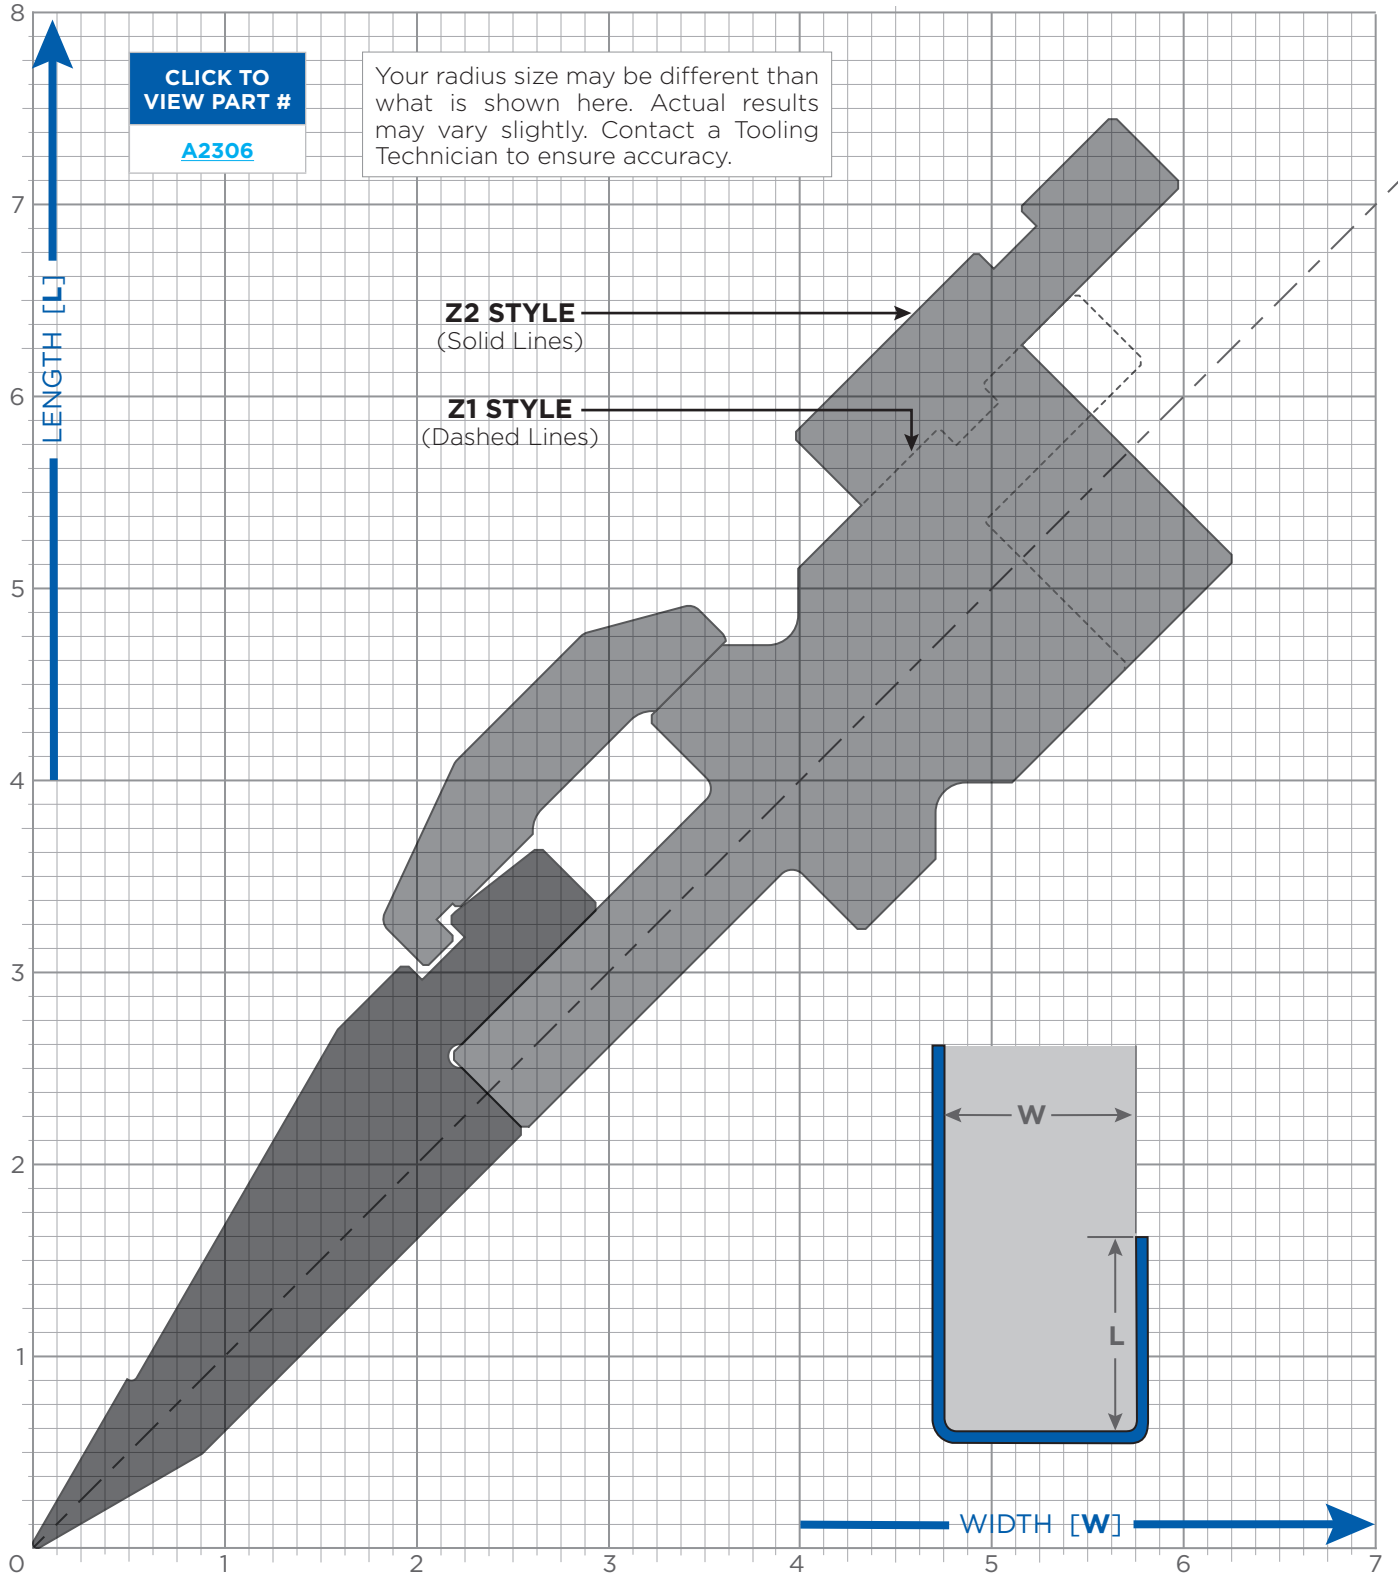 8
CLICK TO
VIEW PART #
A2306
Your radius size may be different than
what is shown here. Actual results
may vary slightly. Contact a Tooling
Technician to ensure accuracy.
7
LENGTH [L]
Z2 STYLE
(Solid Lines)
6
Z1 STYLE
(Dashed Lines)
5
4
3
W
2
L
1
WIDTH [W]
0 1 2 3 4 5 6 7